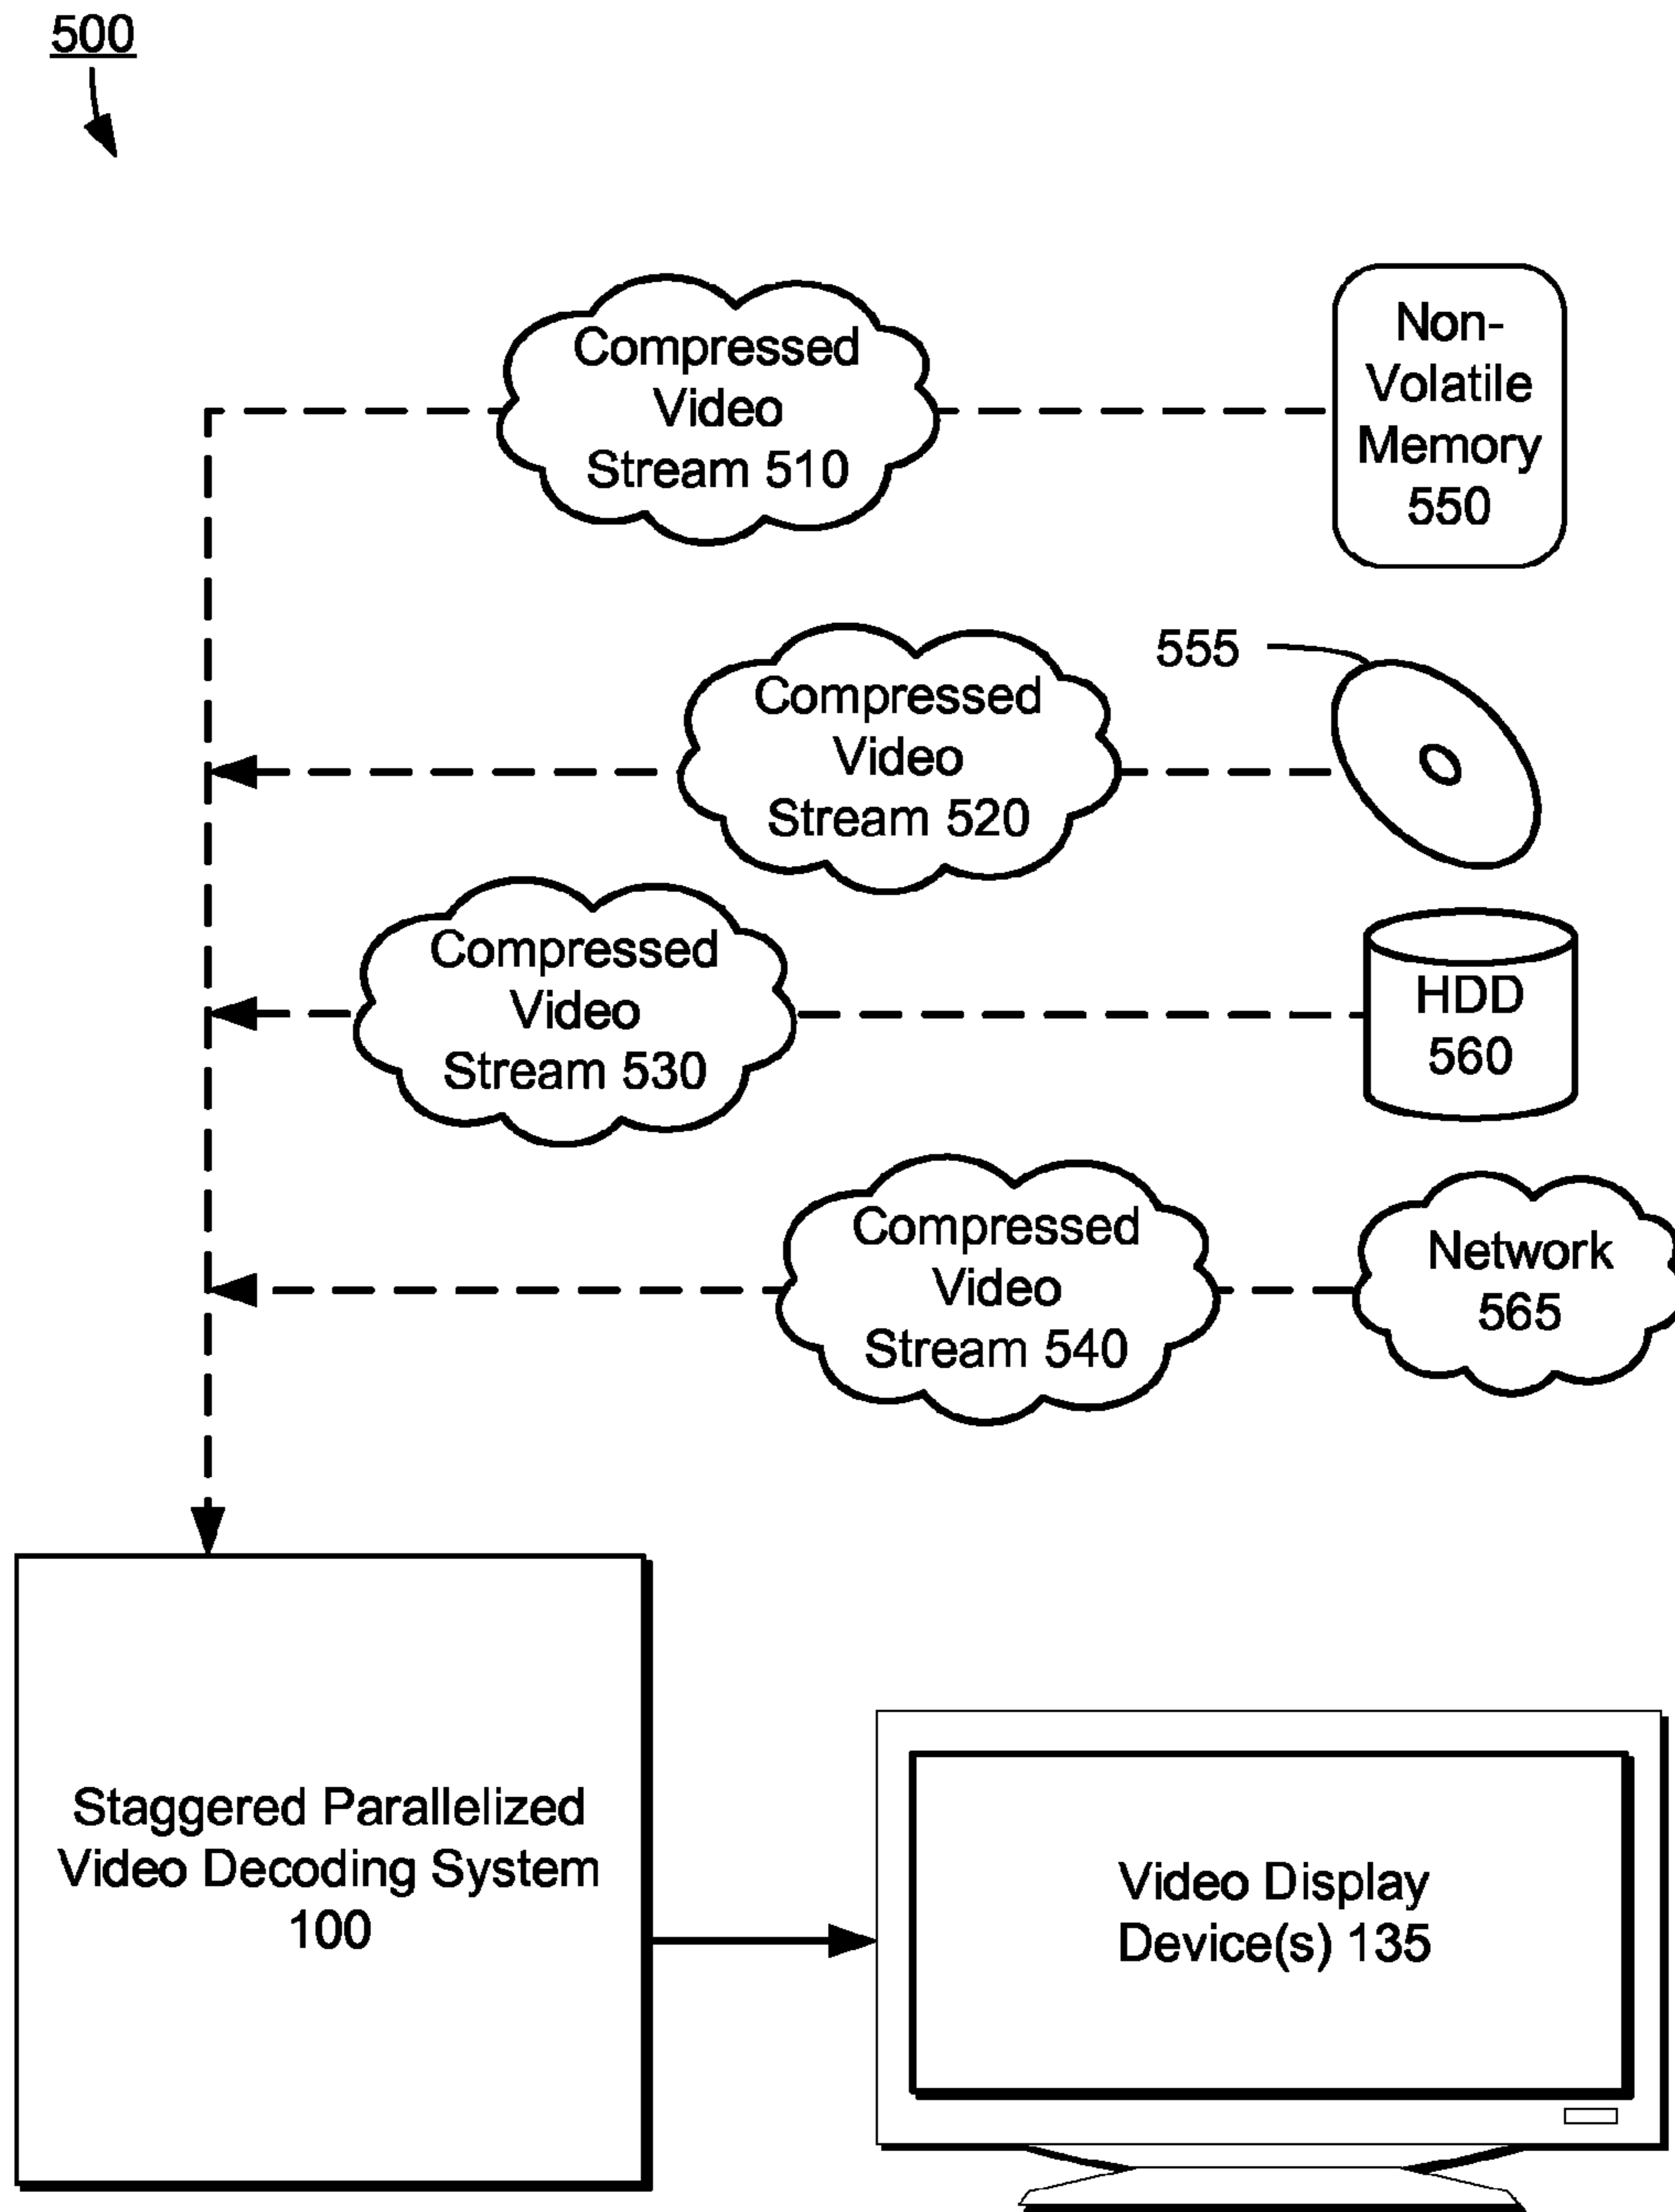 500
Compressed
Video
Stream 510
Non-
Volatile
Memory
550
555
Compressed
Video
Stream 520
Compressed
Video
Stream 530
HDD
560
Compressed
Video
Stream 540
Network
565
Staggered Parallelized
Video Decoding System
100
Video Display
Device(s) 135